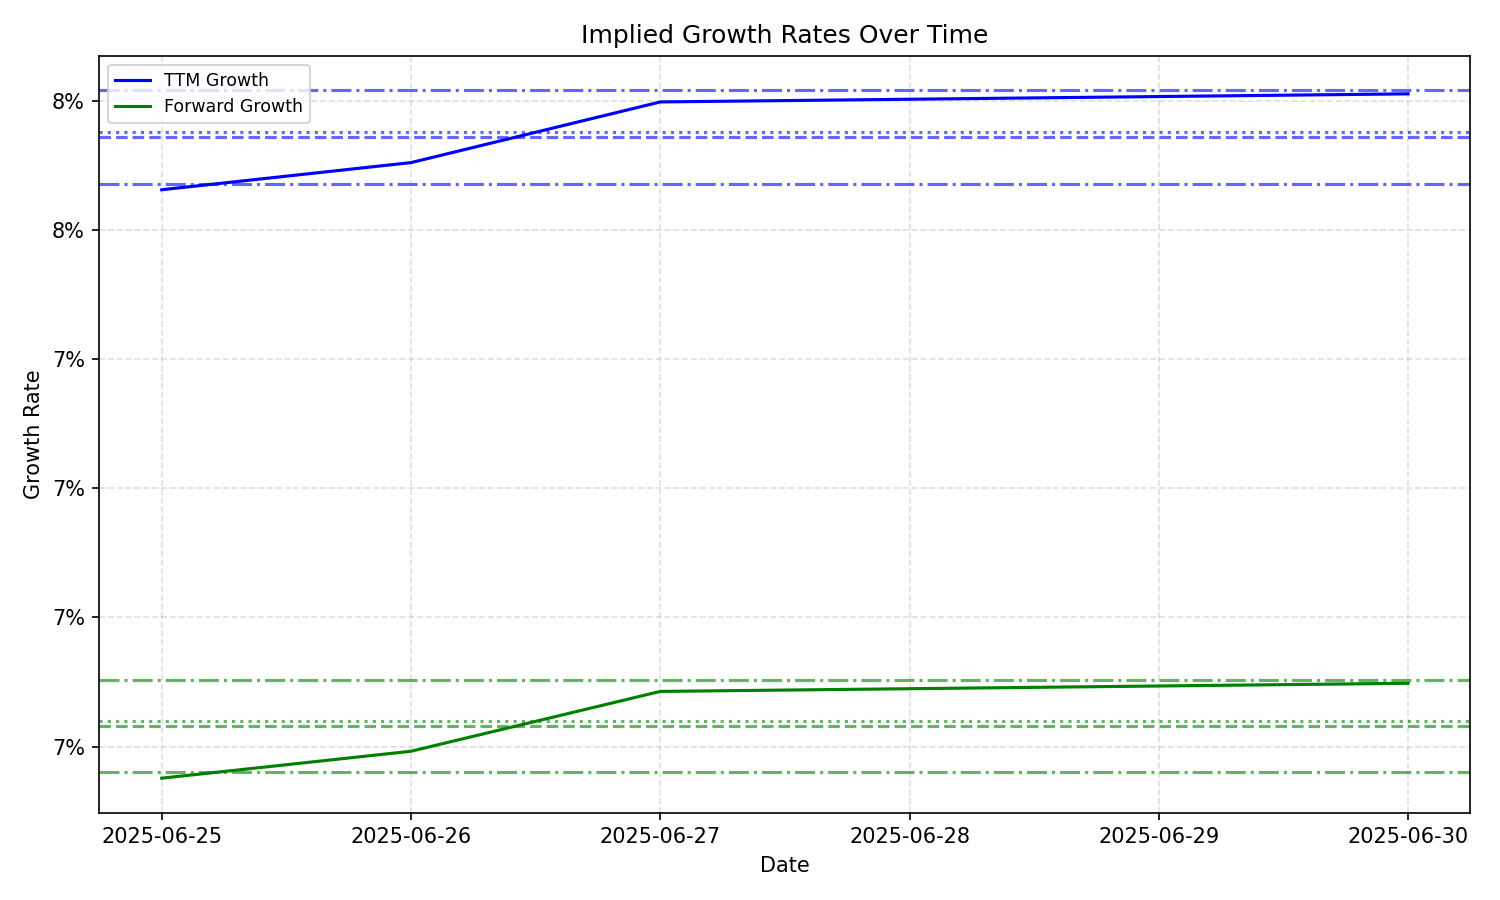 Implied Growth Rates Over Time
TTM Growth
Forward Growth
8%
8%
7%
7%
7%
7%
Growth Rate
2025-06-25
2025-06-26
2025-06-27
2025-06-28
2025-06-29
2025-06-30
Date